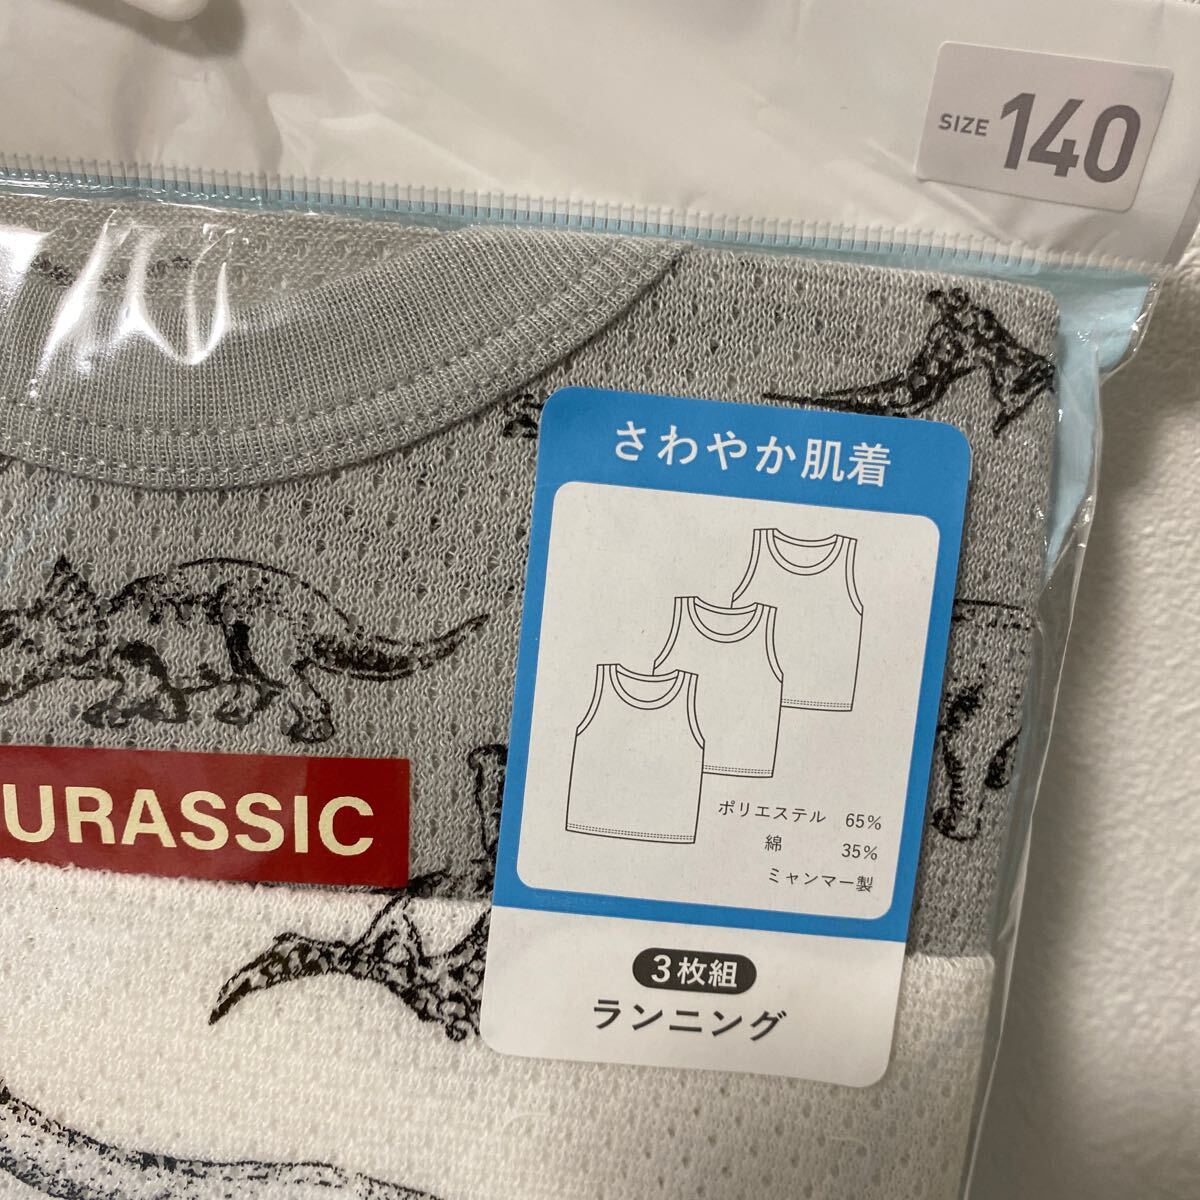 SIZE 140
さわやか肌着
ポリエステル 65%
綿 35%
ミャンマー製
3枚組
ランニング
URASSIC